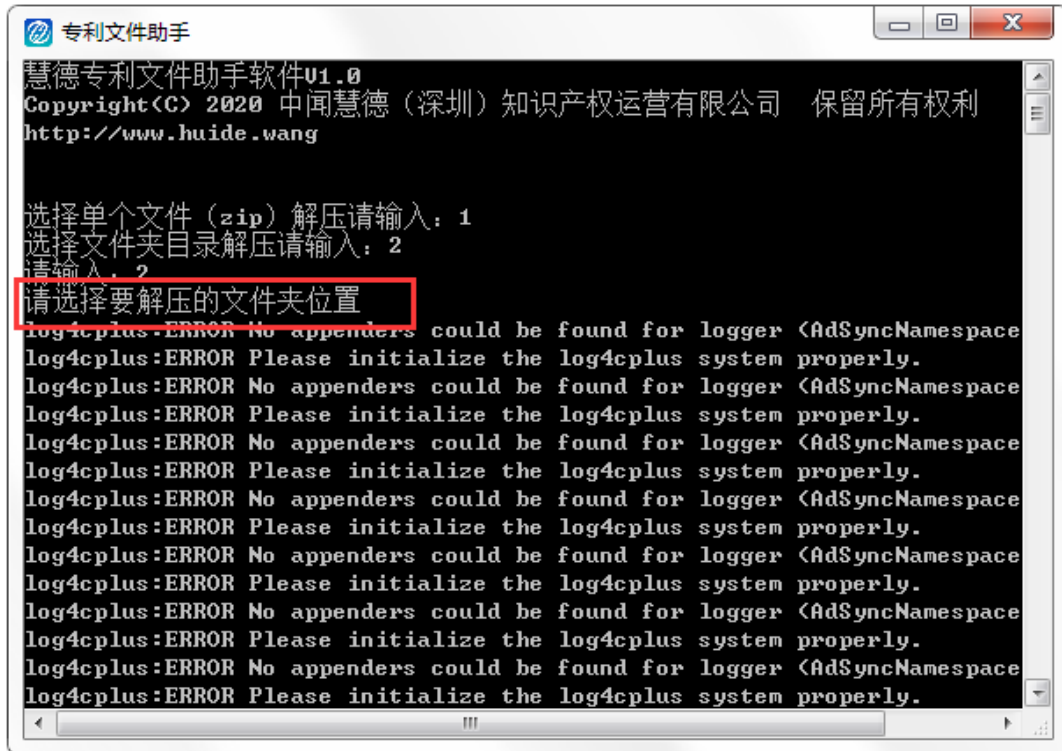 专利文件助手
慧德专利文件助手软件V1.0
Copyright(C) 2020 中闻慧德（深圳）知识产权运营有限公司 保留所有权利
http://www.huide.wang
选择单个文件（zip）解压请输入：1
选择文件夹目录解压请输入：2
请输入：2
请选择要解压的文件夹位置
log4cplus:ERROR No appenders could be found for logger (AdSyncNamespace
log4cplus:ERROR Please initialize the log4cplus system properly.
log4cplus:ERROR No appenders could be found for logger (AdSyncNamespace
log4cplus:ERROR Please initialize the log4cplus system properly.
log4cplus:ERROR No appenders could be found for logger (AdSyncNamespace
log4cplus:ERROR Please initialize the log4cplus system properly.
log4cplus:ERROR No appenders could be found for logger (AdSyncNamespace
log4cplus:ERROR Please initialize the log4cplus system properly.
log4cplus:ERROR No appenders could be found for logger (AdSyncNamespace
log4cplus:ERROR Please initialize the log4cplus system properly.
log4cplus:ERROR No appenders could be found for logger (AdSyncNamespace
log4cplus:ERROR Please initialize the log4cplus system properly.
log4cplus:ERROR No appenders could be found for logger (AdSyncNamespace
log4cplus:ERROR Please initialize the log4cplus system properly.